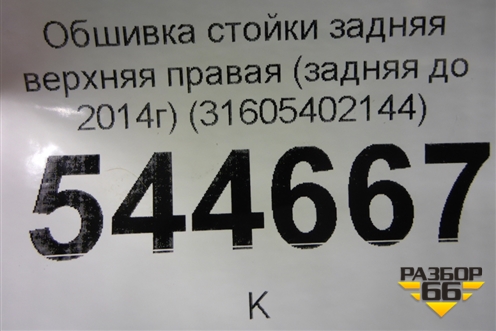 Обшивка стойки задняя
верхняя правая (задняя до
2014г) (31605402144)
544667
К
РАЗБОР
66